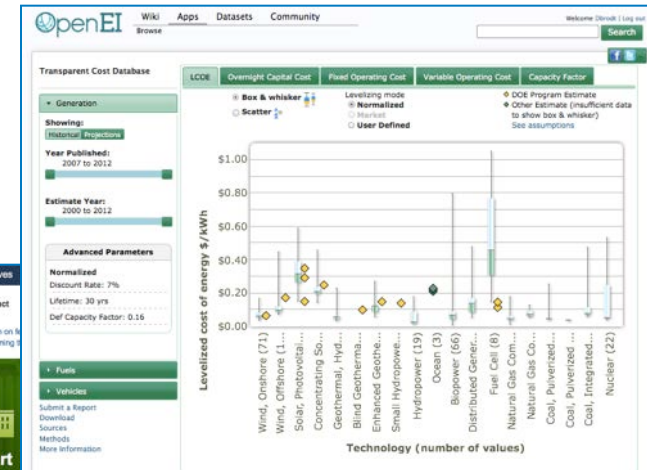 OpenEI
Wiki Apps Datasets Community
Browse
Welcome Dbrodt | Log out
Search
Transparent Cost Database
LCOE Overnight Capital Cost Fixed Operating Cost Variable Operating Cost Capacity Factor
Generation
Showing:
Historical Projections
Year Published:
2007 to 2012
Estimate Year:
2000 to 2012
Advanced Parameters
Normalized
Discount Rate: 7%
Lifetime: 30 yrs
Def Capacity Factor: 0.16
Fuels
Vehicles
Submit a Report
Download
Sources
Methods
More Information
Box & whisker
Scatter
Levelizing mode
Normalized
Market
User Defined
DOE Program Estimate
Other Estimate (insufficient data
to show box & whisker)
See assumptions
Levelized cost of energy $/kWh
$1.00
$0.80
$0.60
$0.40
$0.20
$0.00
Wind, Onshore (71)
Wind, Offshore (1...
Solar, Photovoltai...
Concentrating So...
Geothermal, Hyd...
Blind Geotherma...
Enhanced Geothe...
Small Hydropowe...
Hydropower (19)
Ocean (3)
Biopower (66)
Distributed Gener...
Fuel Cell (8)
Natural Gas Com...
Natural Gas Co...
Coal, Pulverized ...
Coal, Pulverized ...
Coal, Integrated ...
Nuclear (22)
Technology (number of values)